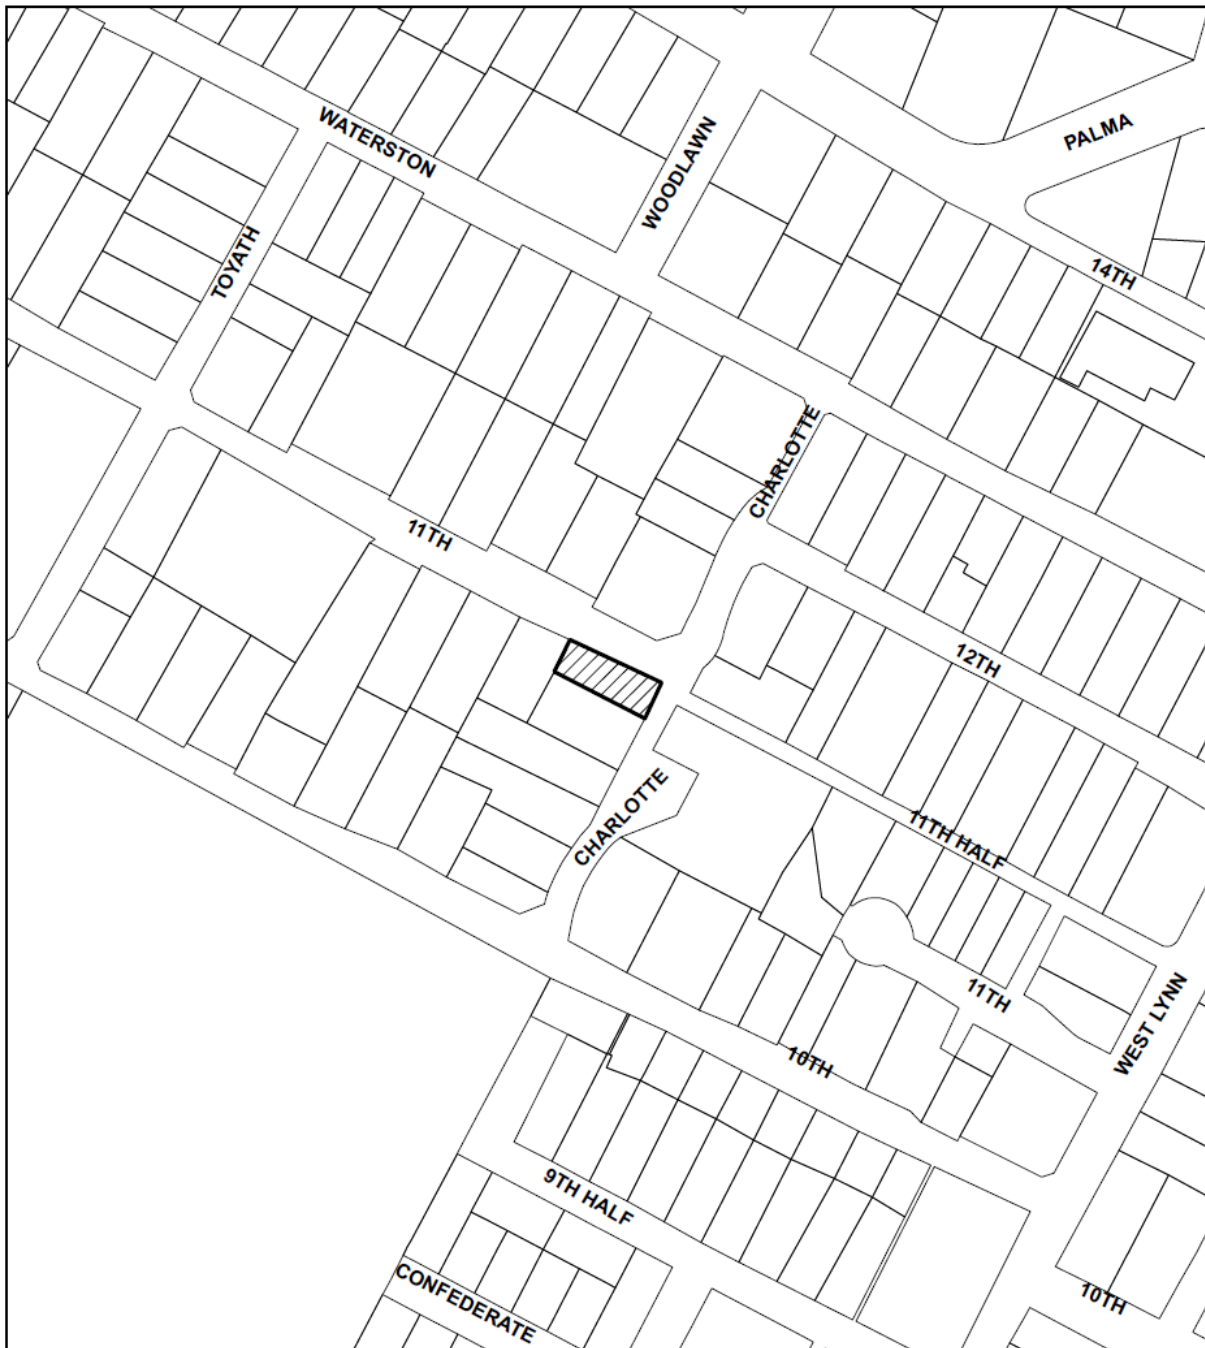 WATERSTON
PALMA
WOODLAWN
TOYATH
14TH
CHARLOTTE
11TH
12TH
CHARLOTTE
11TH HALF
11TH
WEST LYNN
10TH
9TH HALF
CONFEDERATE
10TH